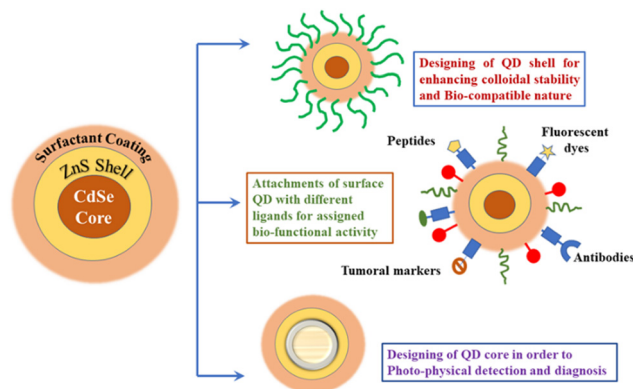 Surfactant Coating
ZnS Shell
CdSe
Core
Designing of QD shell for
enhancing colloidal stability
and Bio-compatible nature
Attachments of surface
QD with different
ligands for assigned
bio-functional activity
Peptides
Fluorescent
dyes
Tumoral markers
Antibodies
Designing of QD core in order to
Photo-physical detection and diagnosis